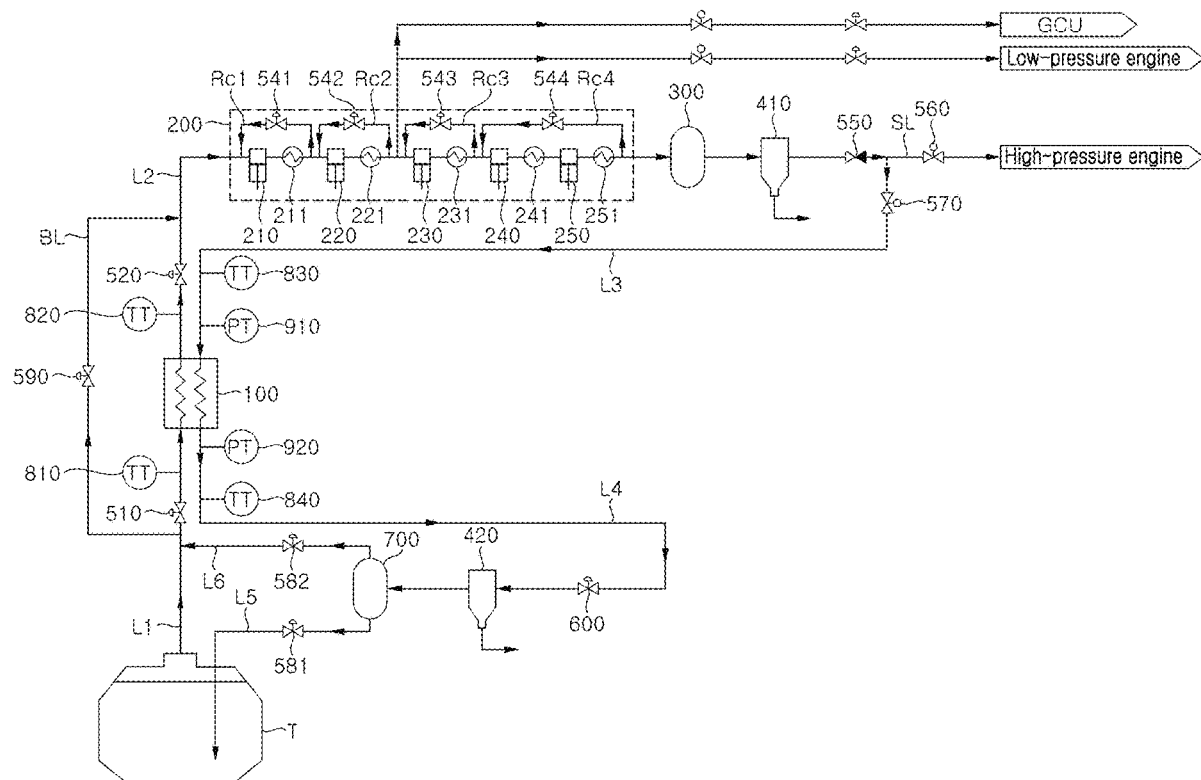 GCU
Low-pressure engine
Rc1 541 542 Rc2 543 Rc3 544 Rc4
300 410 550 SL 560
200
High-pressure engine
L2
211 221 231 241 251
210 220 230 240 250
570
BL
L3
520 TT 830
820 TT
PT 910
590
100
PT 920
810 TT
TT 840
L4
510
700 420
L6 582
L5
600
L1
581
T